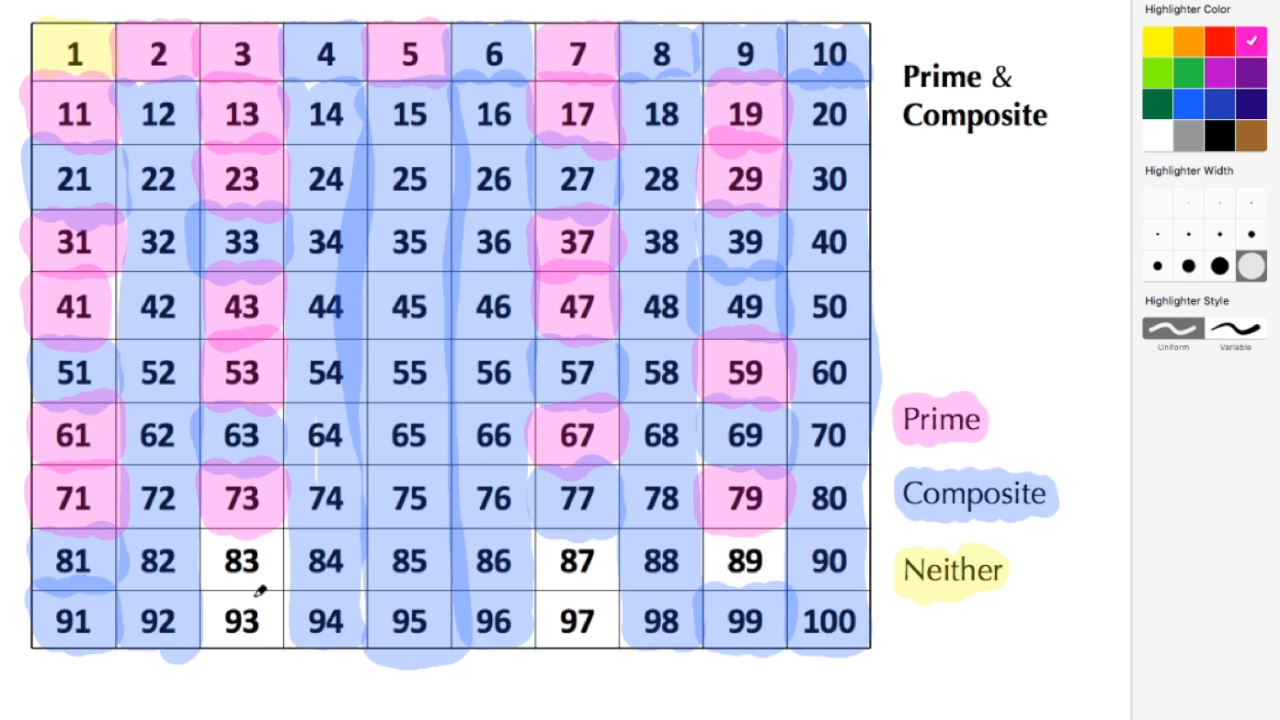 1 2 3 4 5 6 7 8 9 10
11 12 13 14 15 16 17 18 19 20
21 22 23 24 25 26 27 28 29 30
31 32 33 34 35 36 37 38 39 40
41 42 43 44 45 46 47 48 49 50
51 52 53 54 55 56 57 58 59 60
61 62 63 64 65 66 67 68 69 70
71 72 73 74 75 76 77 78 79 80
81 82 83 84 85 86 87 88 89 90
91 92 93 94 95 96 97 98 99 100
Prime &
Composite
Prime
Composite
Neither
Highlighter Color
Highlighter Width
Highlighter Style
Uniform Variable